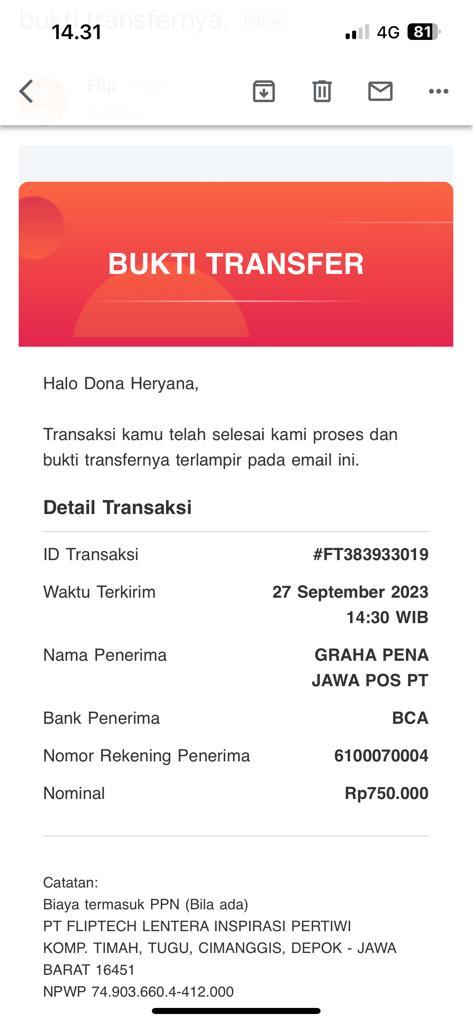 bukti transfernya. Inbox
14.31
4G 81
Flip 14.30
to me
BUKTI TRANSFER
Halo Dona Heryana,
Transaksi kamu telah selesai kami proses dan
bukti transfernya terlampir pada email ini.
Detail Transaksi
ID Transaksi #FT383933019
Waktu Terkirim 27 September 2023
14:30 WIB
Nama Penerima GRAHA PENA
JAWA POS PT
Bank Penerima BCA
Nomor Rekening Penerima 6100070004
Nominal Rp750.000
Catatan:
Biaya termasuk PPN (Bila ada)
PT FLIPTECH LENTERA INSPIRASI PERTIWI
KOMP. TIMAH, TUGU, CIMANGGIS, DEPOK - JAWA
BARAT 16451
NPWP 74.903.660.4-412.000